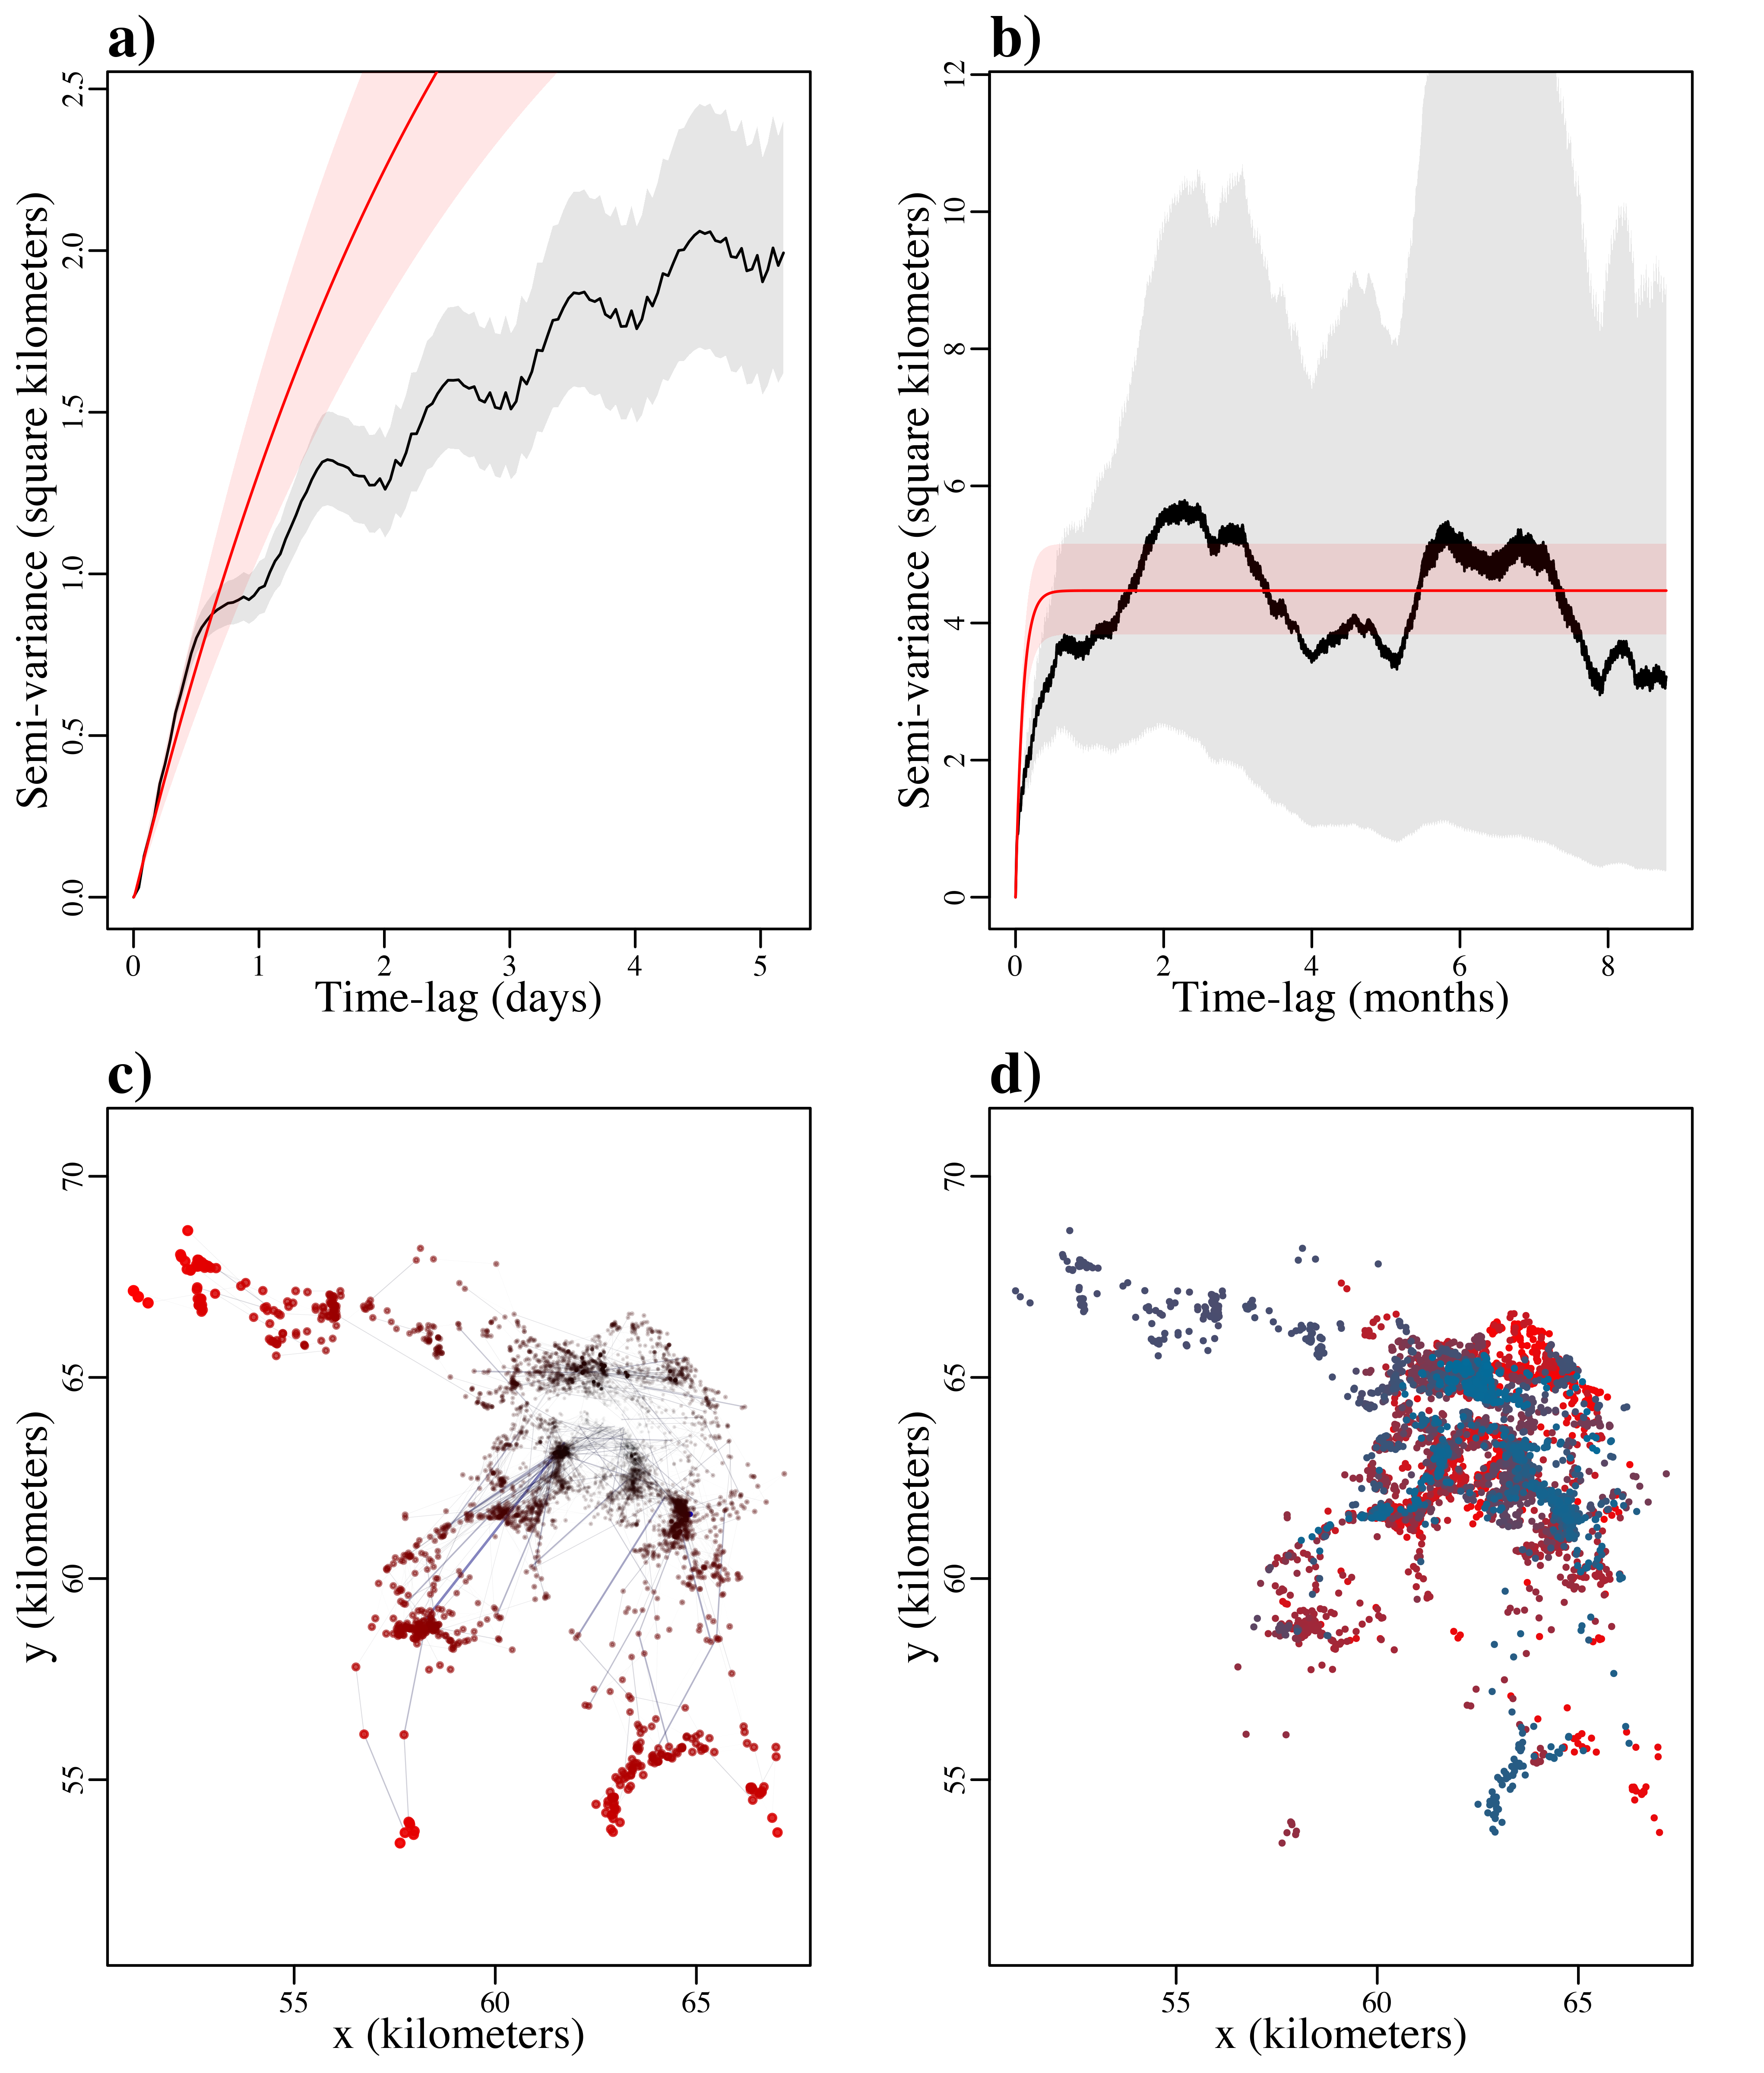 a)
Semi-variance (square kilometers)
2.5
2.0
1.5
1.0
0.5
0.0
0 1 2 3 4 5
Time-lag (days)
b)
Semi-variance (square kilometers)
12
10
8
6
4
2
0
0 2 4 6 8
Time-lag (months)
c)
y (kilometers)
70
65
60
55
55 60 65
x (kilometers)
d)
y (kilometers)
70
65
60
55
55 60 65
x (kilometers)